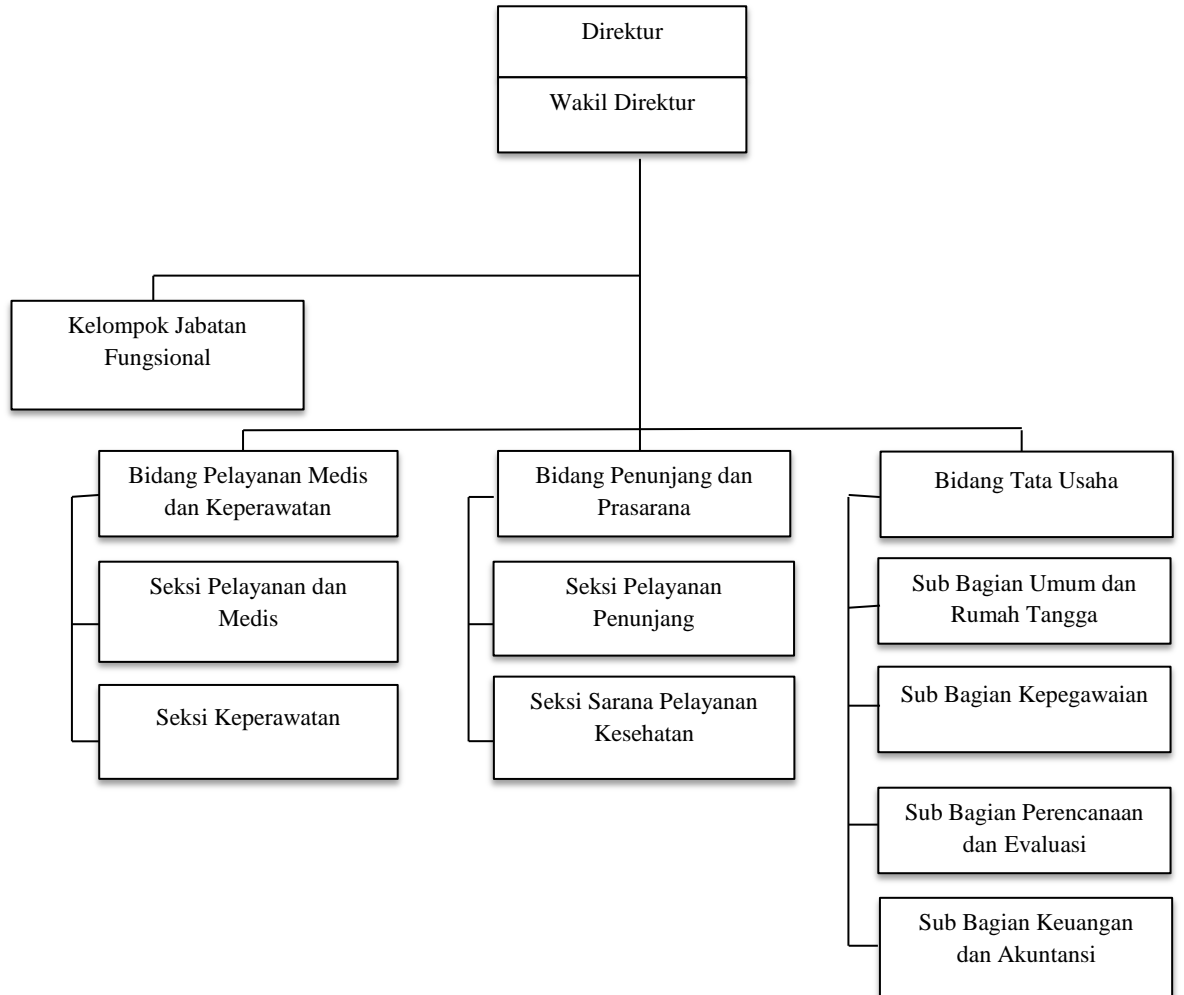 Direktur
Wakil Direktur
Kelompok Jabatan
Fungsional
Bidang Pelayanan Medis
dan Keperawatan
Seksi Pelayanan dan
Medis
Seksi Keperawatan
Bidang Penunjang dan
Prasarana
Seksi Pelayanan
Penunjang
Seksi Sarana Pelayanan
Kesehatan
Bidang Tata Usaha
Sub Bagian Umum dan
Rumah Tangga
Sub Bagian Kepegawaian
Sub Bagian Perencanaan
dan Evaluasi
Sub Bagian Keuangan
dan Akuntansi